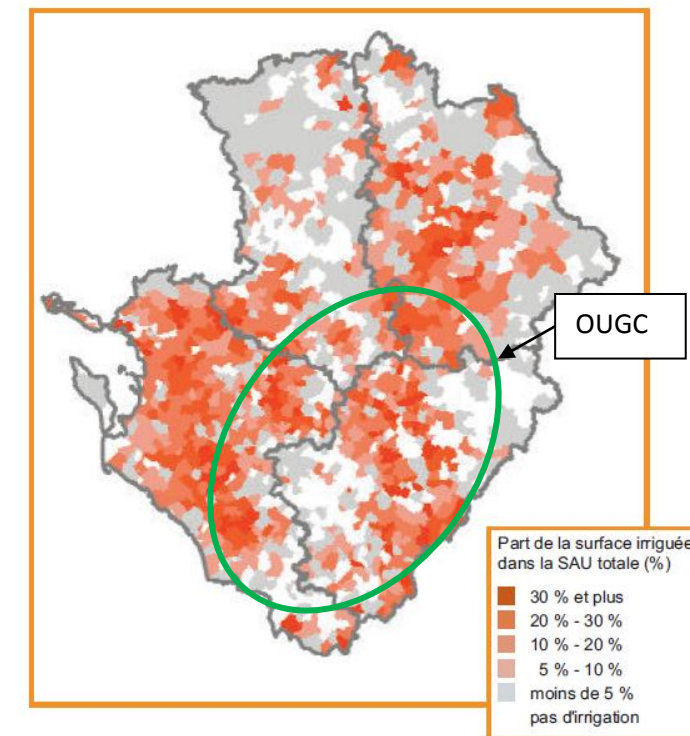 OUGC
Part de la surface irriguée
dans la SAU totale (%)
30 % et plus
20 % - 30 %
10 % - 20 %
5 % - 10 %
moins de 5 %
pas d'irrigation